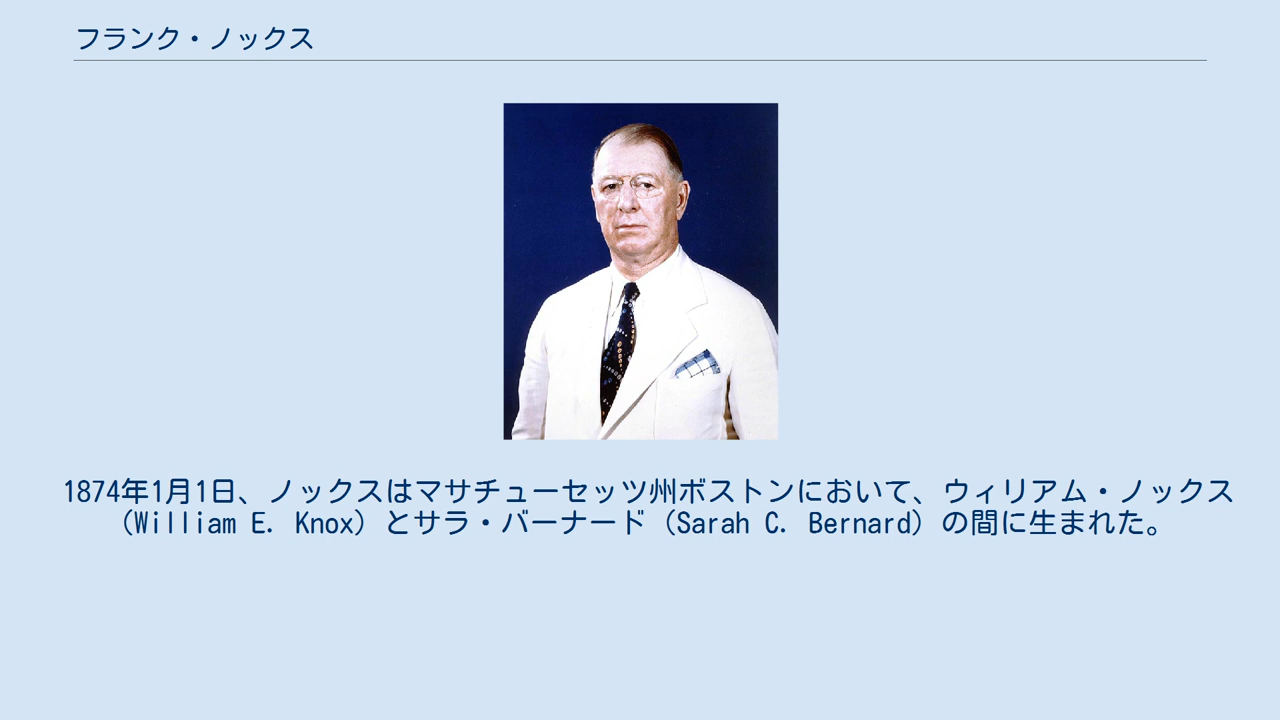 フランク・ノックス
1874年1月1日、ノックスはマサチューセッツ州ボストンにおいて、ウィリアム・ノックス
（William E. Knox）とサラ・バーナード（Sarah C. Bernard）の間に生まれた。